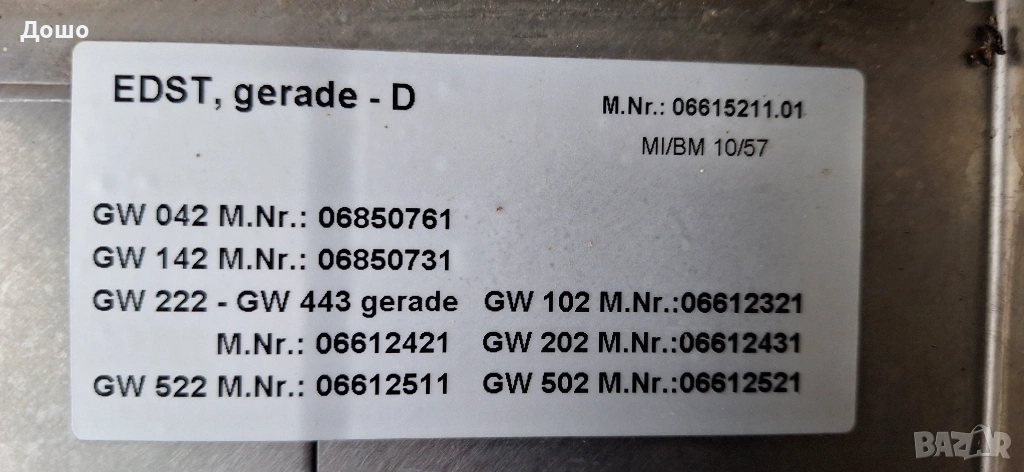 Дошо
EDST, gerade - D
M.Nr.: 06615211.01
MI/BM 10/57
GW 042 M.Nr.: 06850761
GW 142 M.Nr.: 06850731
GW 222 - GW 443 gerade GW 102 M.Nr.:06612321
M.Nr.: 06612421 GW 202 M.Nr.:06612431
GW 522 M.Nr.: 06612511 GW 502 M.Nr.:06612521
BAZAR